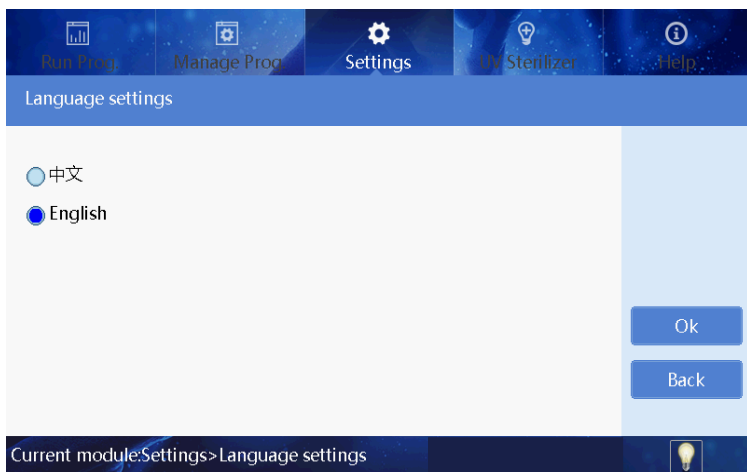 Run Prog.
Manage Prog.
Settings
UV Sterilizer
Help
Language settings
中文
English
Ok
Back
Current module:Settings>Language settings